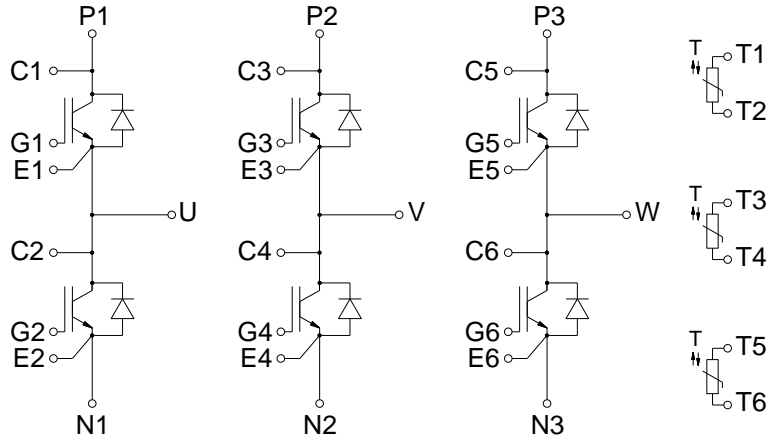 P1 P2 P3
T T1
C1 C3 C5
T2
G1 G3 G5
E1 E3 E5
T T3
U V W
C2 C4 C6
T4
G2 G4 G6
T T5
E2 E4 E6
T6
N1 N2 N3